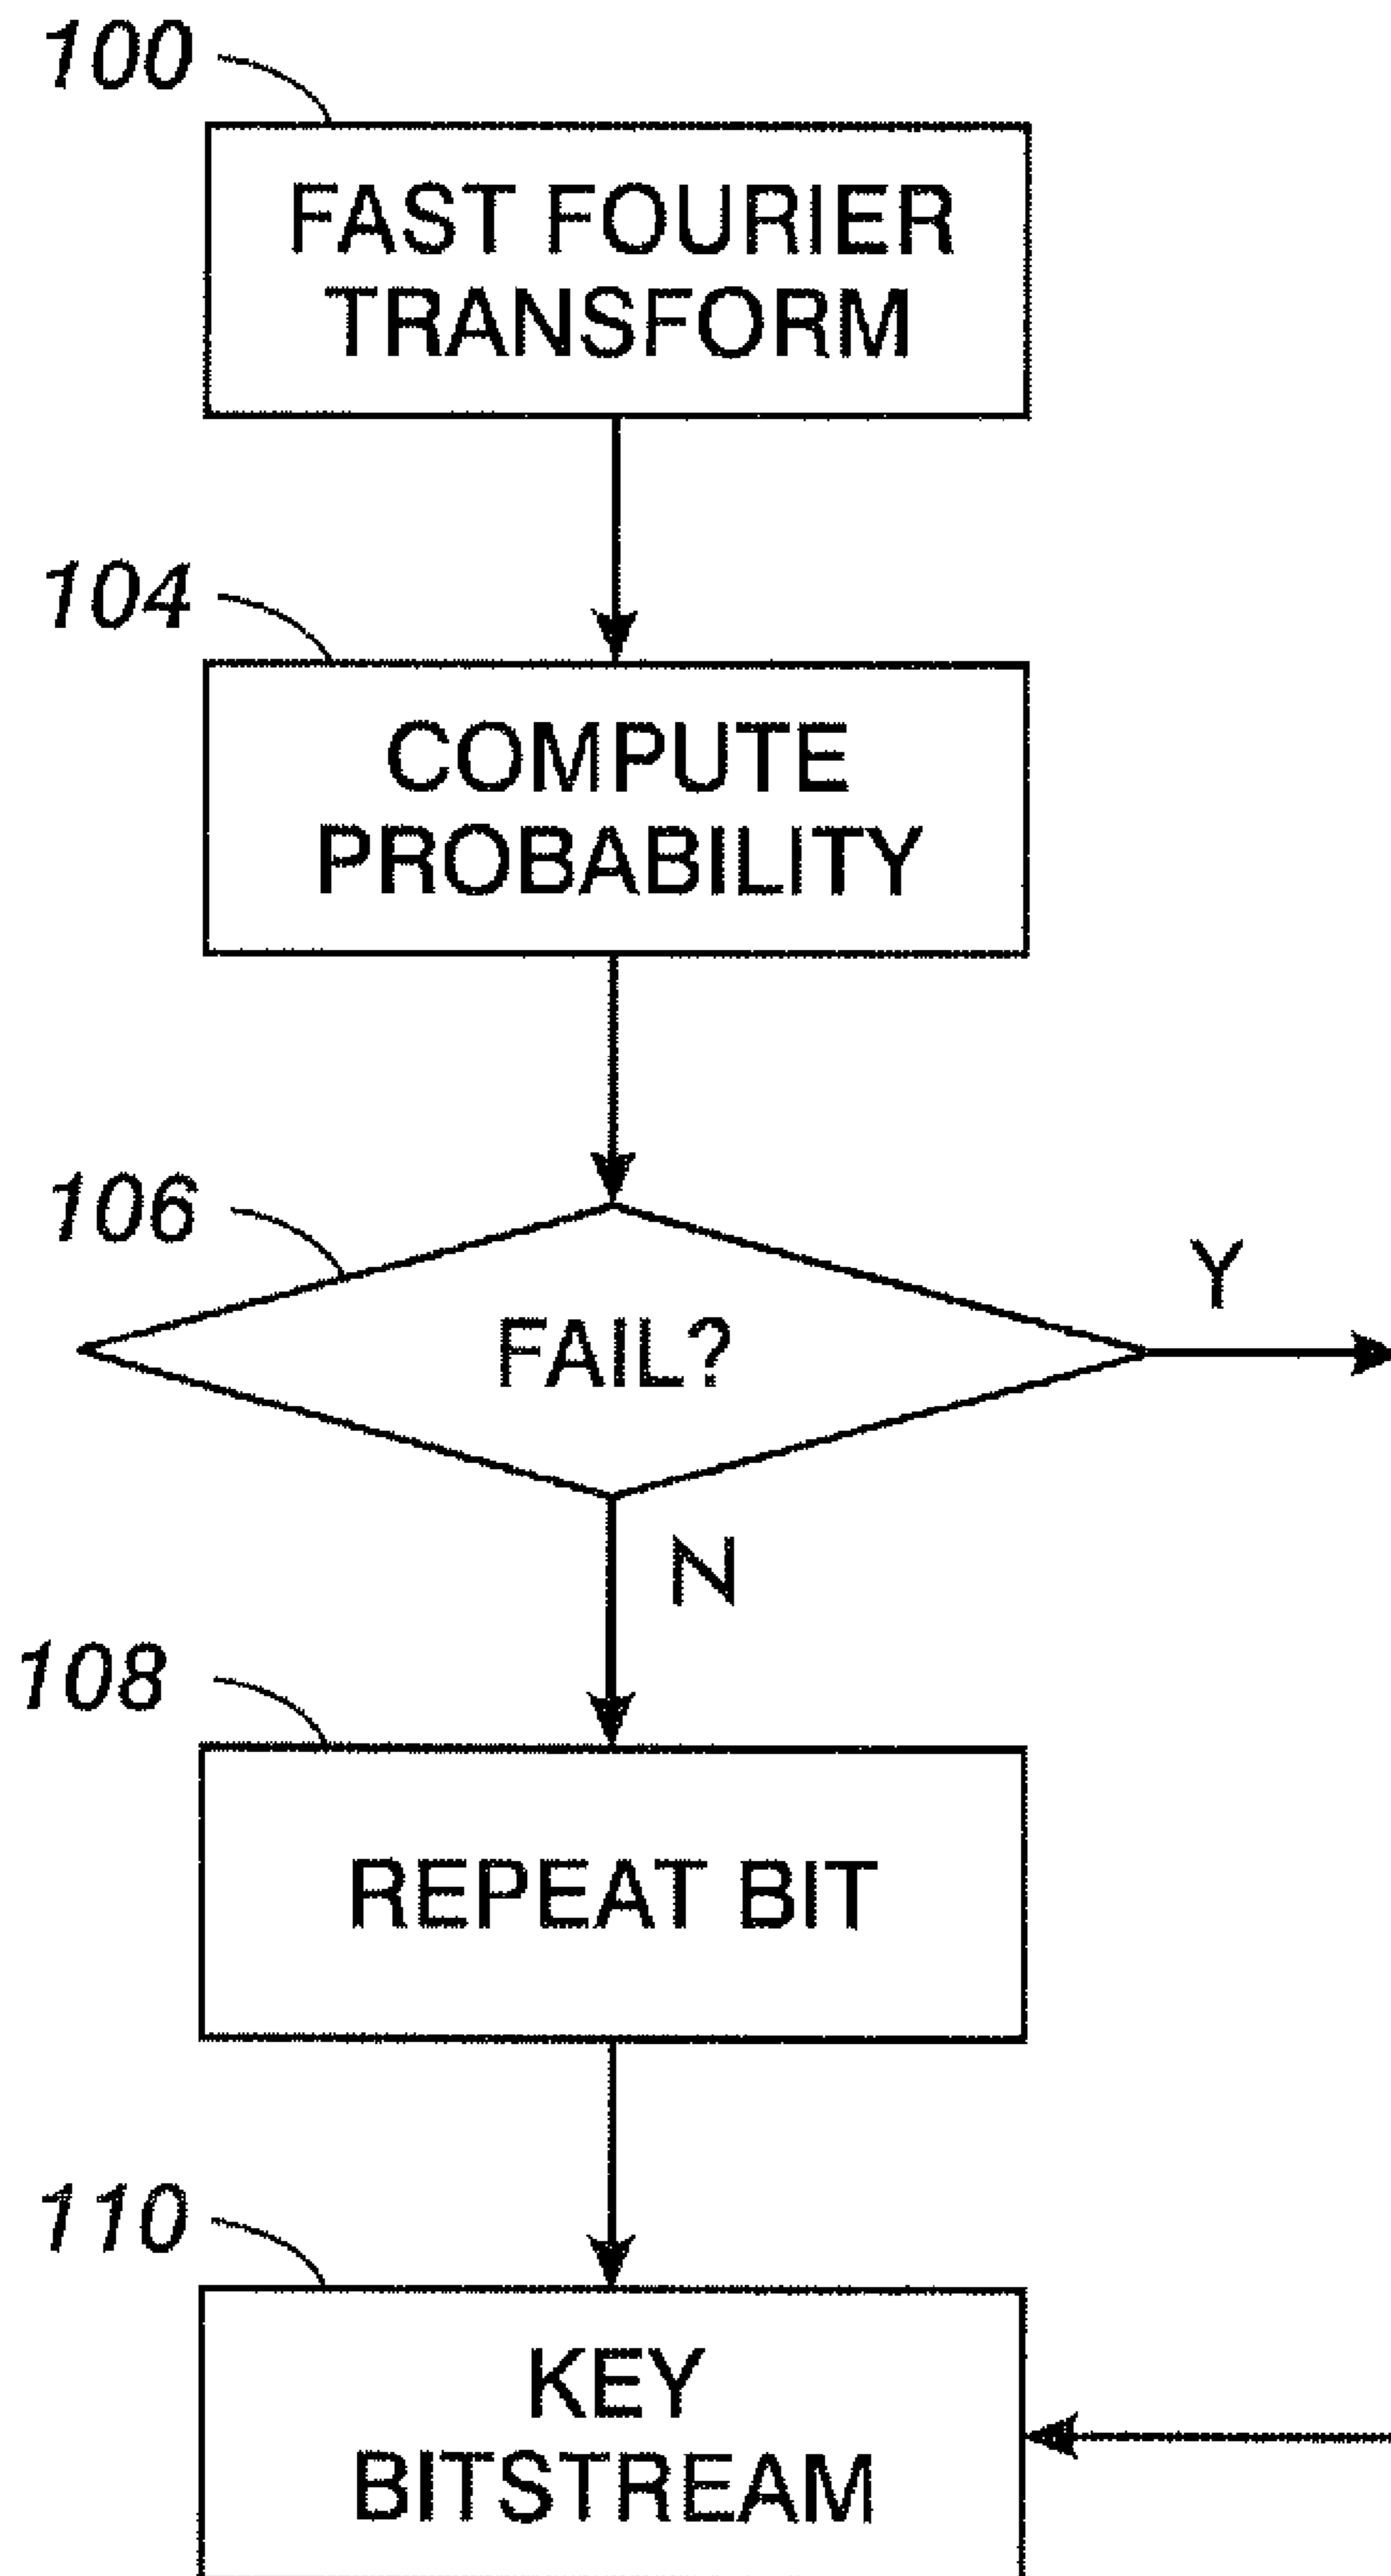 100
FAST FOURIER
TRANSFORM
104
COMPUTE
PROBABILITY
106
FAIL?
Y
N
108
REPEAT BIT
110
KEY
BITSTREAM